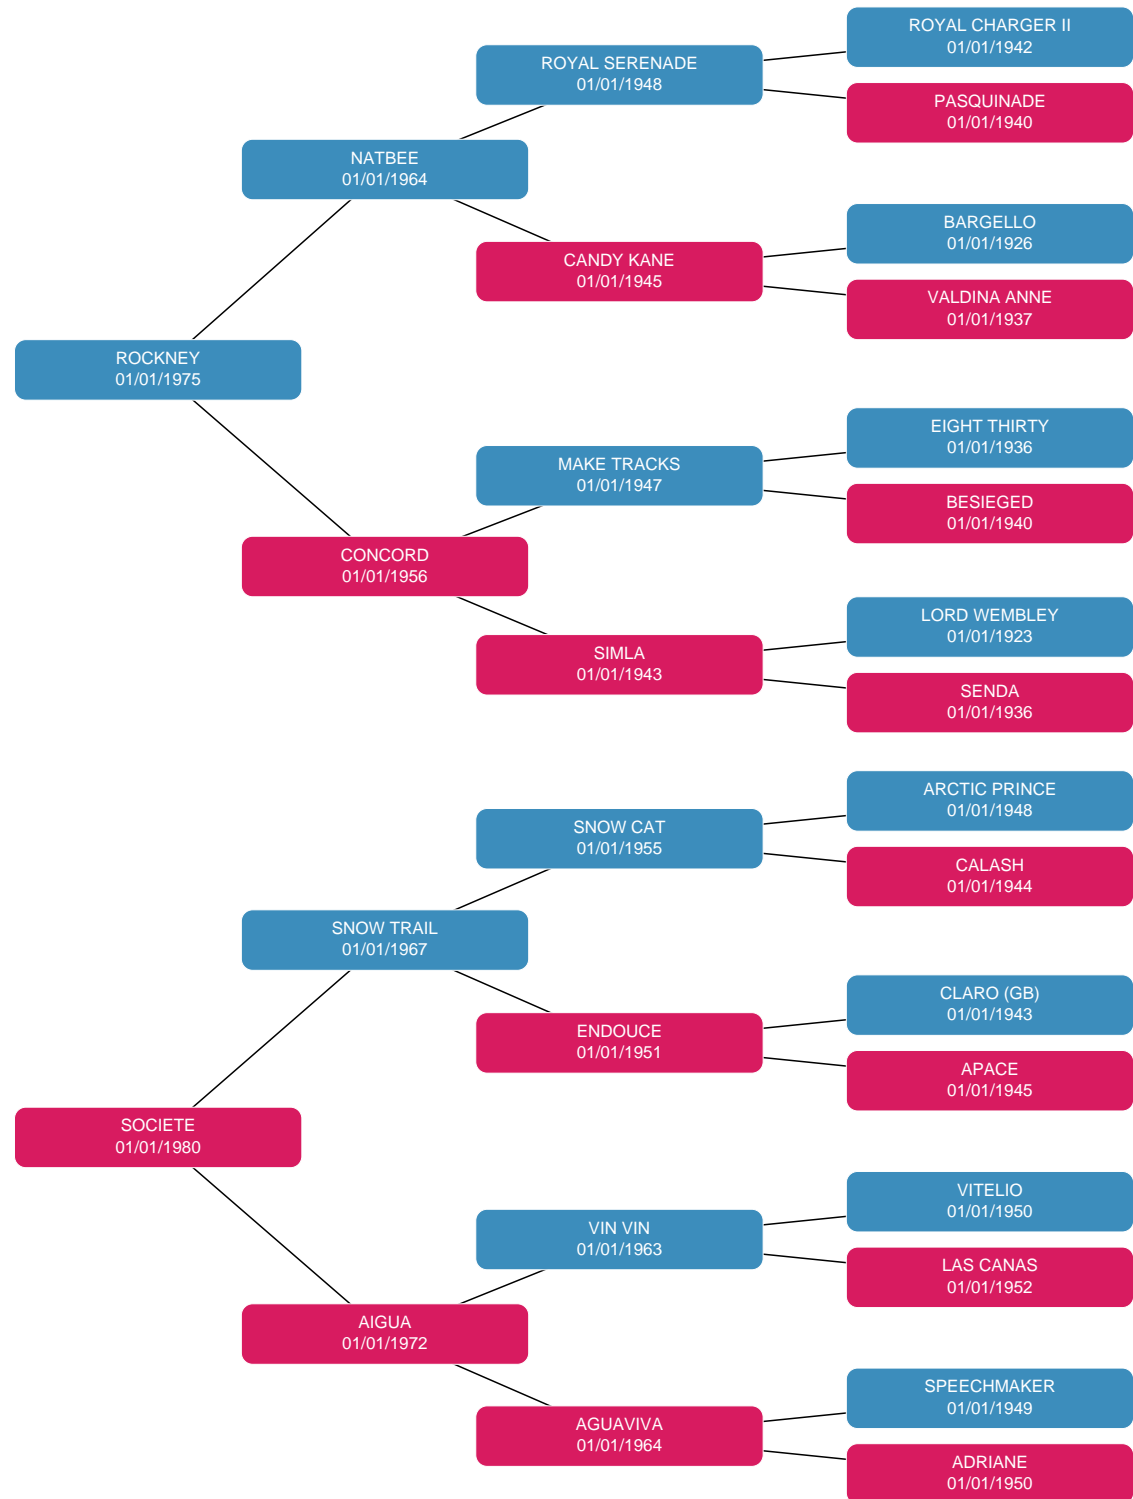 ROYAL CHARGER II
01/01/1942
ROYAL SERENADE
01/01/1948
PASQUINADE
01/01/1940
NATBEE
01/01/1964
BARGELLO
01/01/1926
CANDY KANE
01/01/1945
VALDINA ANNE
01/01/1937
ROCKNEY
01/01/1975
EIGHT THIRTY
01/01/1936
MAKE TRACKS
01/01/1947
BESIEGED
01/01/1940
CONCORD
01/01/1956
LORD WEMBLEY
01/01/1923
SIMLA
01/01/1943
SENDA
01/01/1936
ARCTIC PRINCE
01/01/1948
SNOW CAT
01/01/1955
CALASH
01/01/1944
SNOW TRAIL
01/01/1967
CLARO (GB)
01/01/1943
ENDOUCE
01/01/1951
APACE
01/01/1945
SOCIETE
01/01/1980
VITELIO
01/01/1950
VIN VIN
01/01/1963
LAS CANAS
01/01/1952
AIGUA
01/01/1972
SPEECHMAKER
01/01/1949
AGUAVIVA
01/01/1964
ADRIANE
01/01/1950